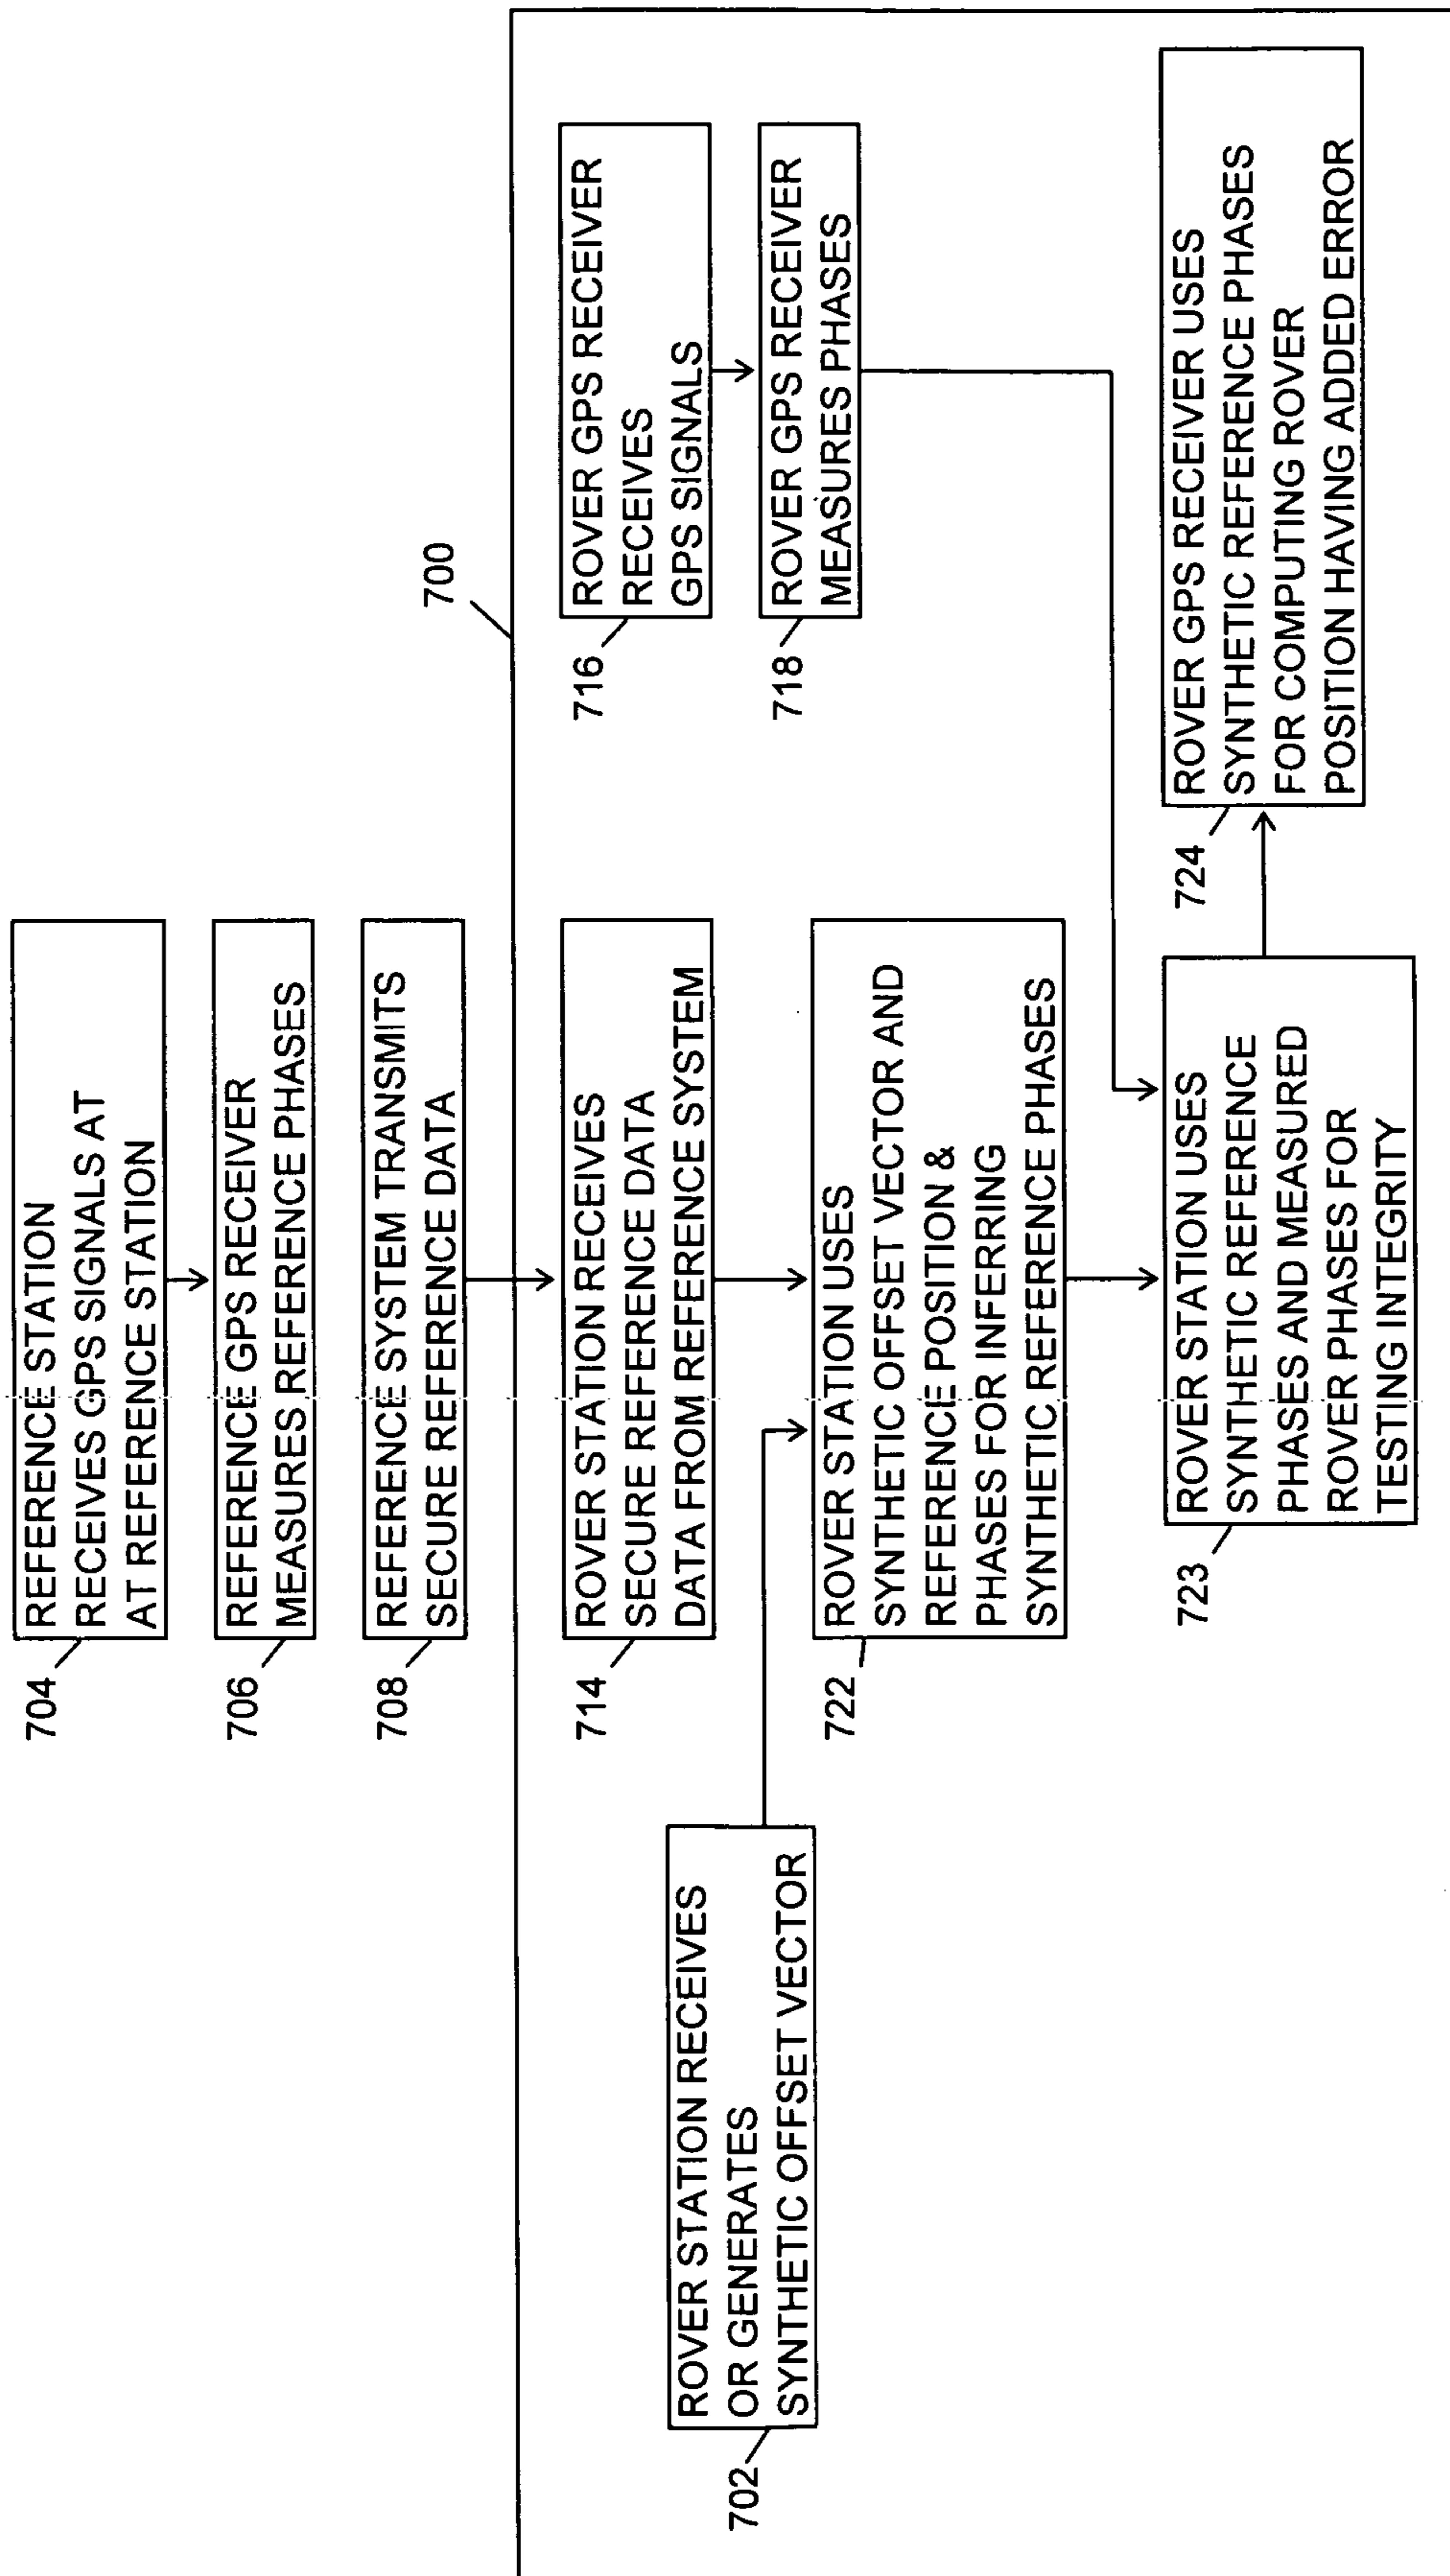 704
REFERENCE STATION
RECEIVES GPS SIGNALS AT
AT REFERENCE STATION
706
REFERENCE GPS RECEIVER
MEASURES REFERENCE PHASES
708
REFERENCE SYSTEM TRANSMITS
SECURE REFERENCE DATA
700
702
ROVER STATION RECEIVES
OR GENERATES
SYNTHETIC OFFSET VECTOR
714
ROVER STATION RECEIVES
SECURE REFERENCE DATA
DATA FROM REFERENCE SYSTEM
716
ROVER GPS RECEIVER
RECEIVES
GPS SIGNALS
718
ROVER GPS RECEIVER
MEASURES PHASES
722
ROVER STATION USES
SYNTHETIC OFFSET VECTOR AND
REFERENCE POSITION &
PHASES FOR INFERRING
SYNTHETIC REFERENCE PHASES
723
ROVER STATION USES
SYNTHETIC REFERENCE
PHASES AND MEASURED
ROVER PHASES FOR
TESTING INTEGRITY
724
ROVER GPS RECEIVER USES
SYNTHETIC REFERENCE PHASES
FOR COMPUTING ROVER
POSITION HAVING ADDED ERROR